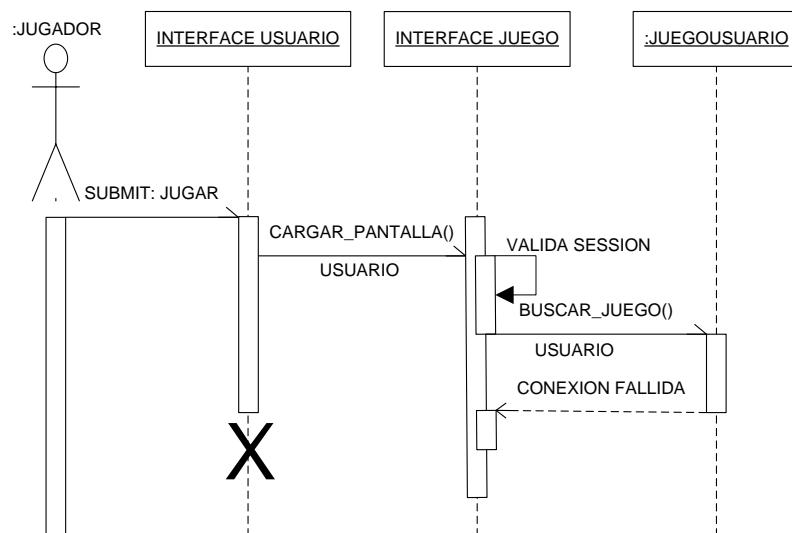 :JUGADOR
INTERFACE USUARIO
INTERFACE JUEGO
:JUEGOUSUARIO
SUBMIT: JUGAR
CARGAR_PANTALLA()
USUARIO
VALIDA SESSION
BUSCAR_JUEGO()
USUARIO
CONEXION FALLIDA